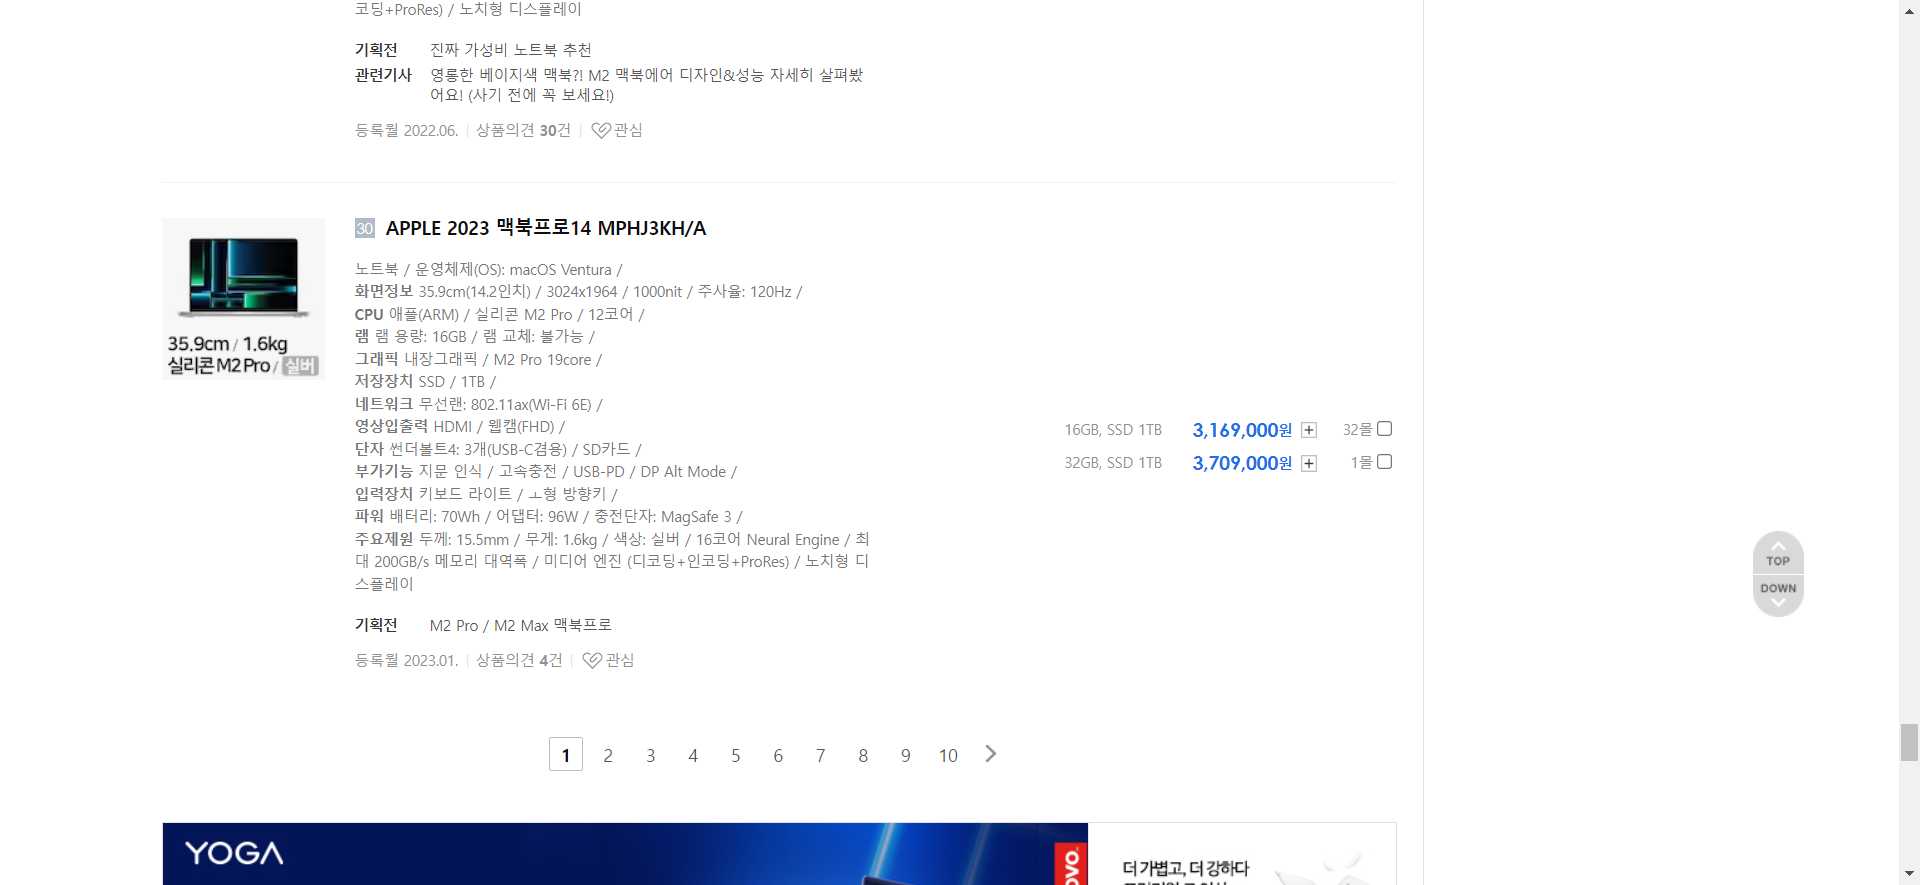 코딩+ProRes) / 노치형 디스플레이
기획전 진짜 가성비 노트북 추천
관련기사 영롱한 베이지색 맥북?! M2 맥북에어 디자인&성능 자세히 살펴봤
어요! (사기 전에 꼭 보세요!)
등록월 2022.06. 상품의견 30건 관심
30 APPLE 2023 맥북프로14 MPHJ3KH/A
35.9cm / 1.6kg
실리콘 M2 Pro / 실버
노트북 / 운영체제(OS): macOS Ventura /
화면정보 35.9cm(14.2인치) / 3024x1964 / 1000nit / 주사율: 120Hz /
CPU 애플(ARM) / 실리콘 M2 Pro / 12코어 /
램 램 용량: 16GB / 램 교체: 불가능 /
그래픽 내장그래픽 / M2 Pro 19core /
저장장치 SSD / 1TB /
네트워크 무선랜: 802.11ax(Wi-Fi 6E) /
영상입출력 HDMI / 웹캠(FHD) /
단자 썬더볼트4: 3개(USB-C겸용) / SD카드 /
부가기능 지문 인식 / 고속충전 / USB-PD / DP Alt Mode /
입력장치 키보드 라이트 / ㅗ형 방향키 /
파워 배터리: 70Wh / 어댑터: 96W / 충전단자: MagSafe 3 /
주요제원 두께: 15.5mm / 무게: 1.6kg / 색상: 실버 / 16코어 Neural Engine / 최
대 200GB/s 메모리 대역폭 / 미디어 엔진 (디코딩+인코딩+ProRes) / 노치형 디
스플레이
16GB, SSD 1TB 3,169,000원 32몰
32GB, SSD 1TB 3,709,000원 1몰
기획전 M2 Pro / M2 Max 맥북프로
등록월 2023.01. 상품의견 4건 관심
TOP
DOWN
1 2 3 4 5 6 7 8 9 10
YOGA
더 가볍고, 더 강하다